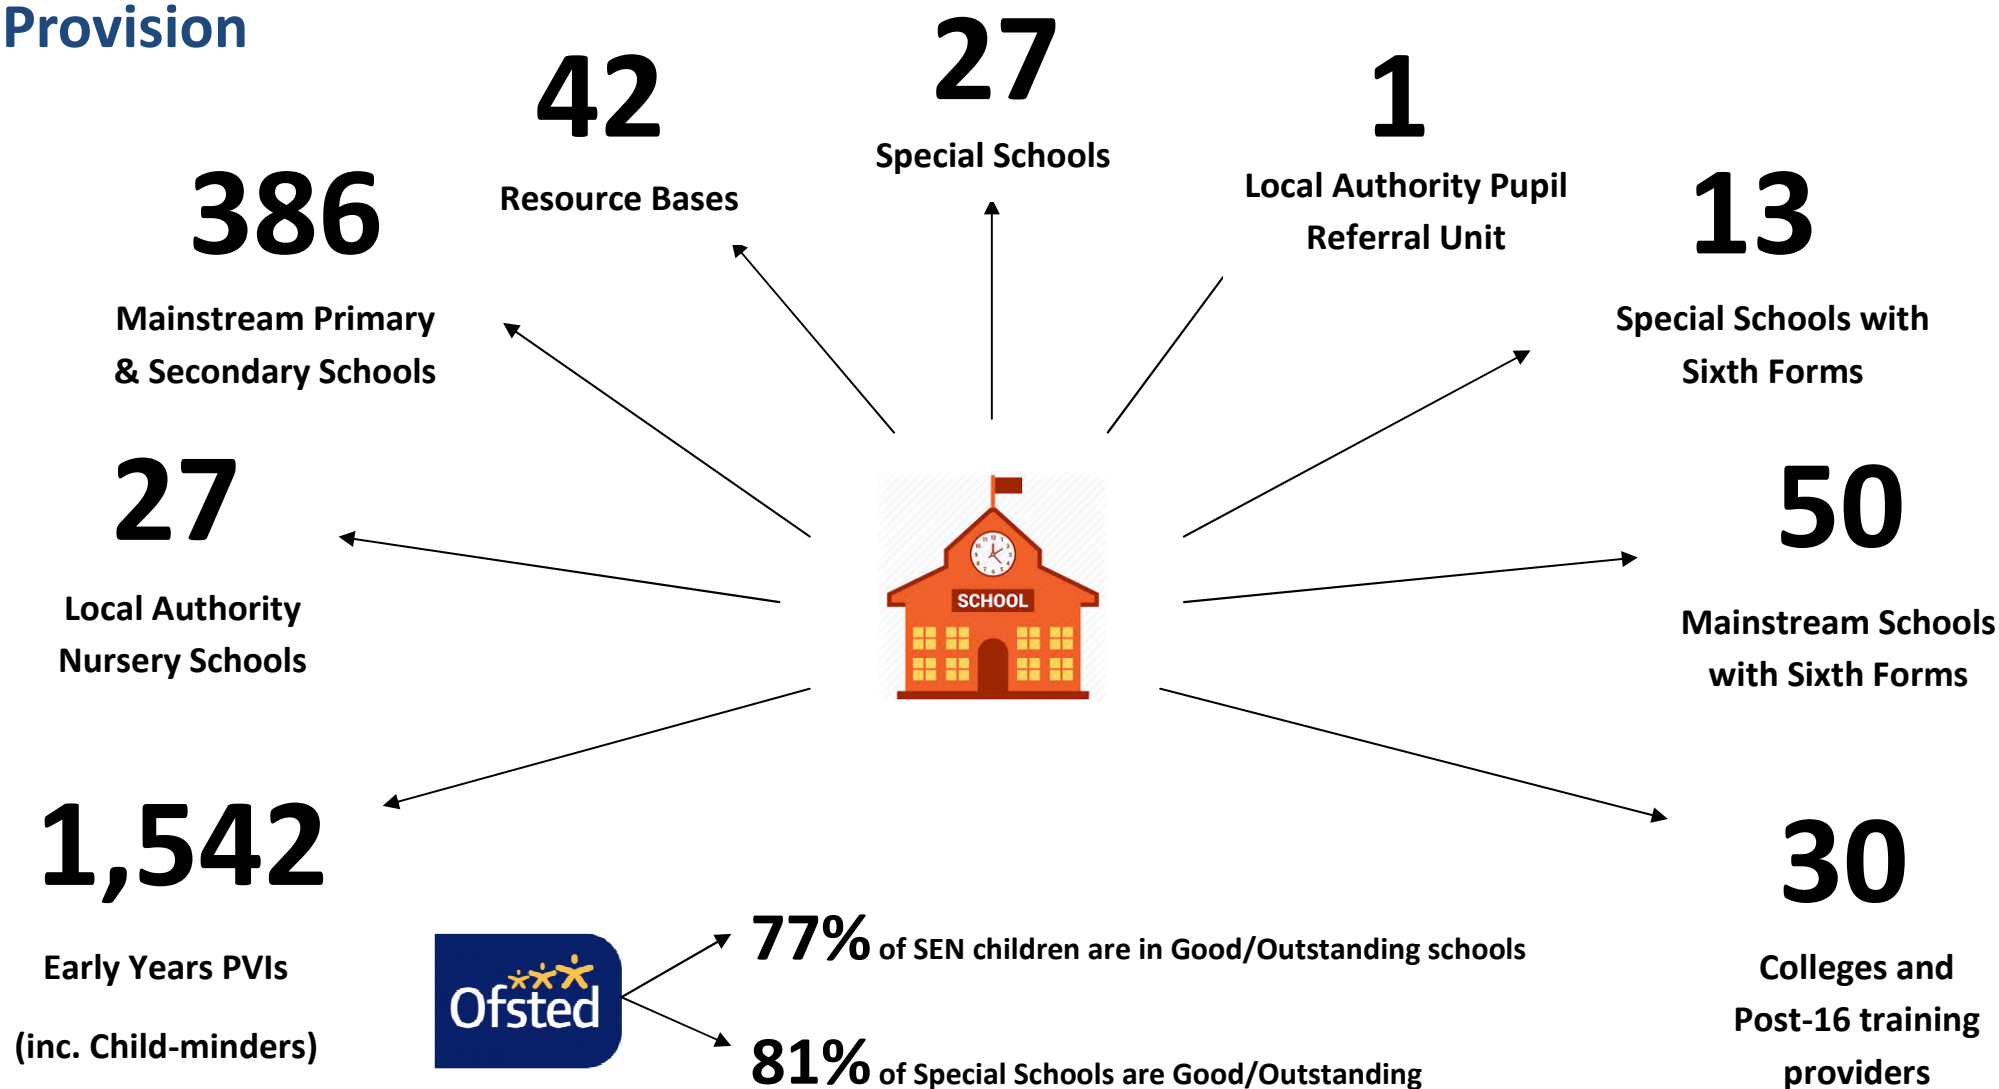 Provision
42
Resource Bases
27
Special Schools
1
Local Authority Pupil
Referral Unit
386
Mainstream Primary
& Secondary Schools
13
Special Schools with
Sixth Forms
27
Local Authority
Nursery Schools
SCHOOL
50
Mainstream Schools
with Sixth Forms
1,542
Early Years PVIs
(inc. Child-minders)
Ofsted
77% of SEN children are in Good/Outstanding schools
81% of Special Schools are Good/Outstanding
30
Colleges and
Post-16 training
providers